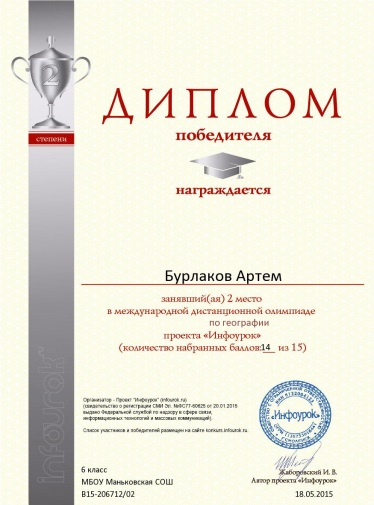 2
степени
ДИПЛОМ
победителя
награждается
Бурлаков Артем
занявший(ая) 2 место
в международной дистанционной олимпиаде
по географии
проекта «Инфоурок»
(количество набранных баллов:14 из 15)
Организатор - Проект "Инфоурок" (infourok.ru)
(свидетельство о регистрации СМИ Эл. №ФС77-60625 от 20.01.2015
выдано Федеральной службой по надзору в сфере связи,
информационных технологий и массовых коммуникаций).
Список участников и победителей размещен на сайте konkurs.infourok.ru.
«Инфоурок»
infourok
Жаборовский И. В.
Автор проекта «Инфоурок»
6 класс
МБОУ Маньковская СОШ
В15-206712/02
18.05.2015